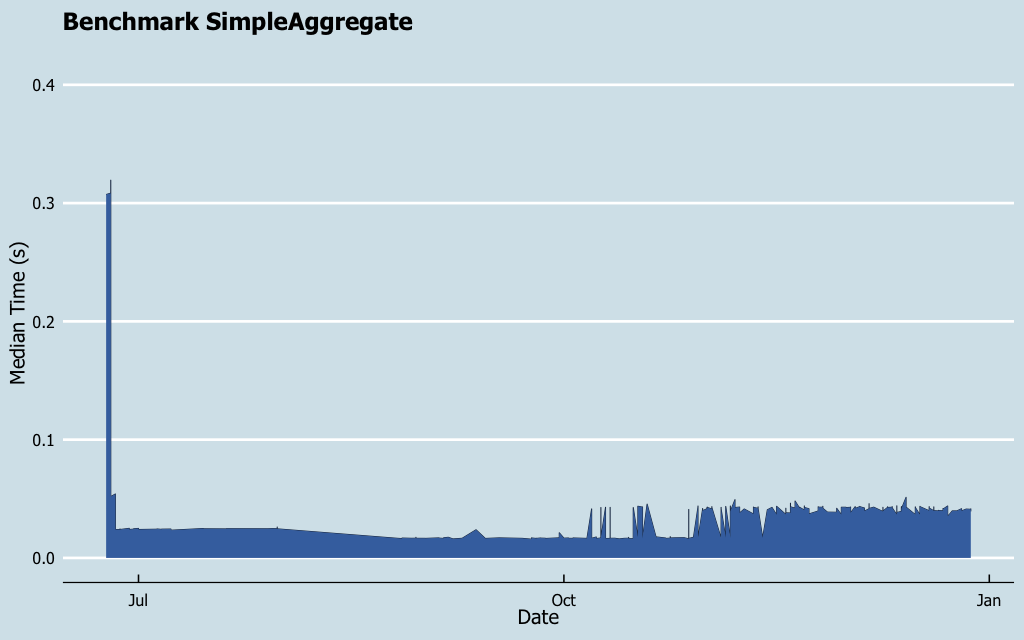 Benchmark SimpleAggregate
0.4
0.3
0.2
0.1
0.0
Median Time (s)
Jul
Oct
Jan
Date